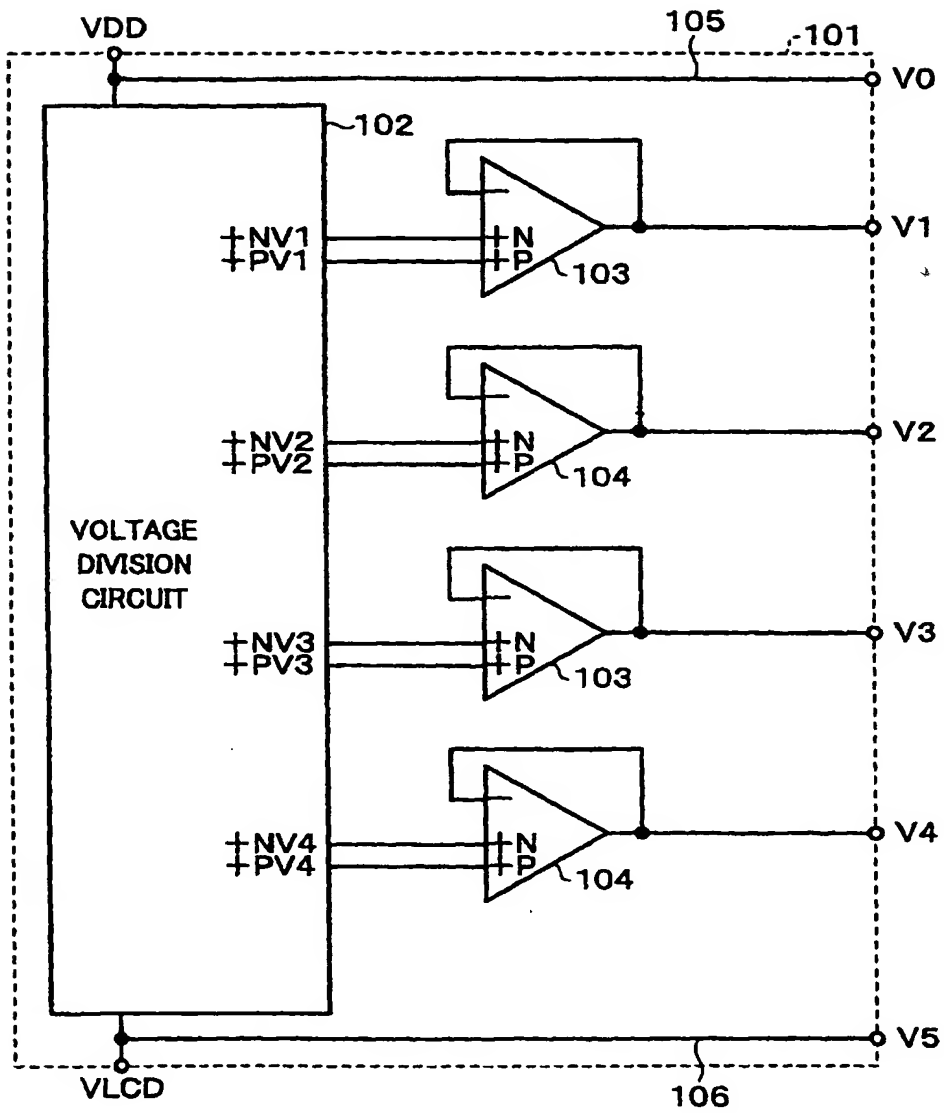 VDD
105
101
V0
102
+NV1
+PV1
−
+N
+P
103
V1
+NV2
+PV2
−
+N
+P
104
V2
VOLTAGE
DIVISION
CIRCUIT
+NV3
+PV3
−
+N
+P
103
V3
+NV4
+PV4
−
+N
+P
104
V4
V5
VLCD
106